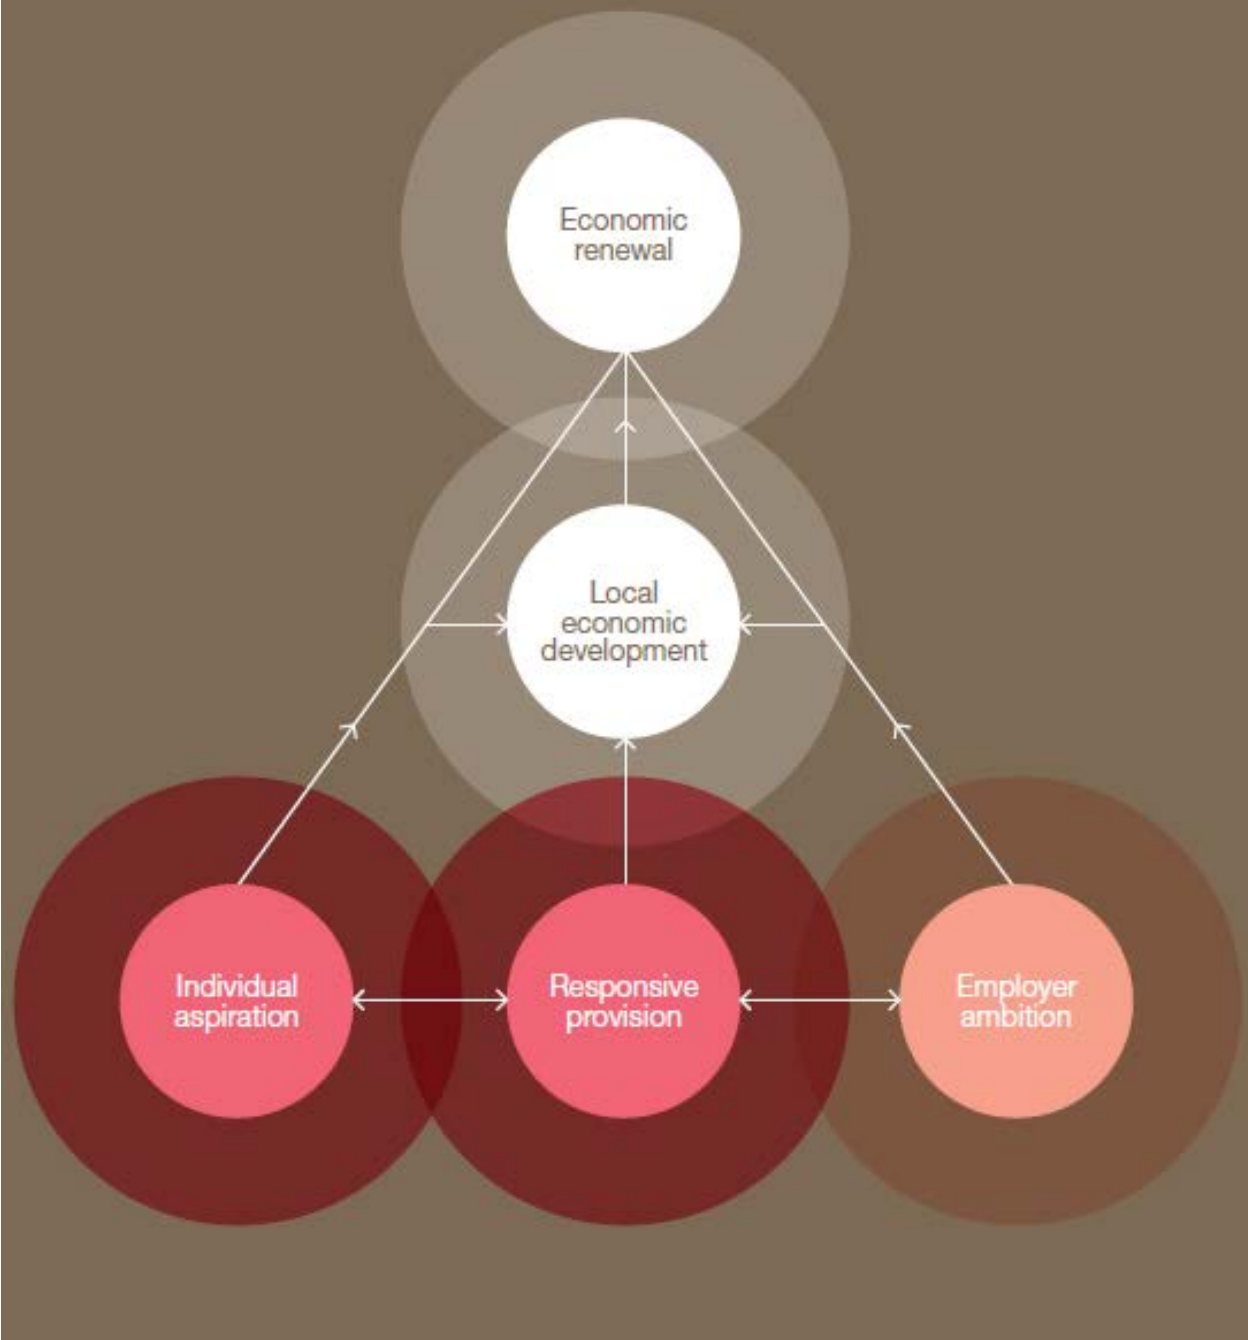 Economic
renewal
Local
economic
development
Individual
aspiration
Responsive
provision
Employer
ambition